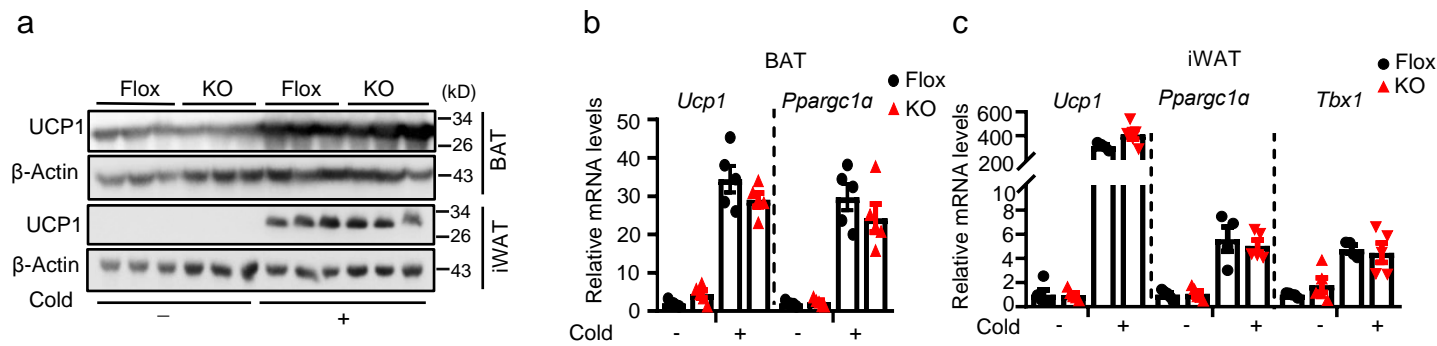 a
Flox KO Flox KO (kD)
UCP1
34
26
BAT
β-Actin
43
UCP1
34
26
iWAT
β-Actin
43
Cold
– +
b
BAT
Flox
KO
Ucp1 Ppargc1α
Relative mRNA levels
50
40
30
20
10
0
Cold - + - +
c
iWAT
Flox
KO
Ucp1 Ppargc1α Tbx1
Relative mRNA levels
600
400
200
10
8
6
4
2
0
Cold - + - + - +